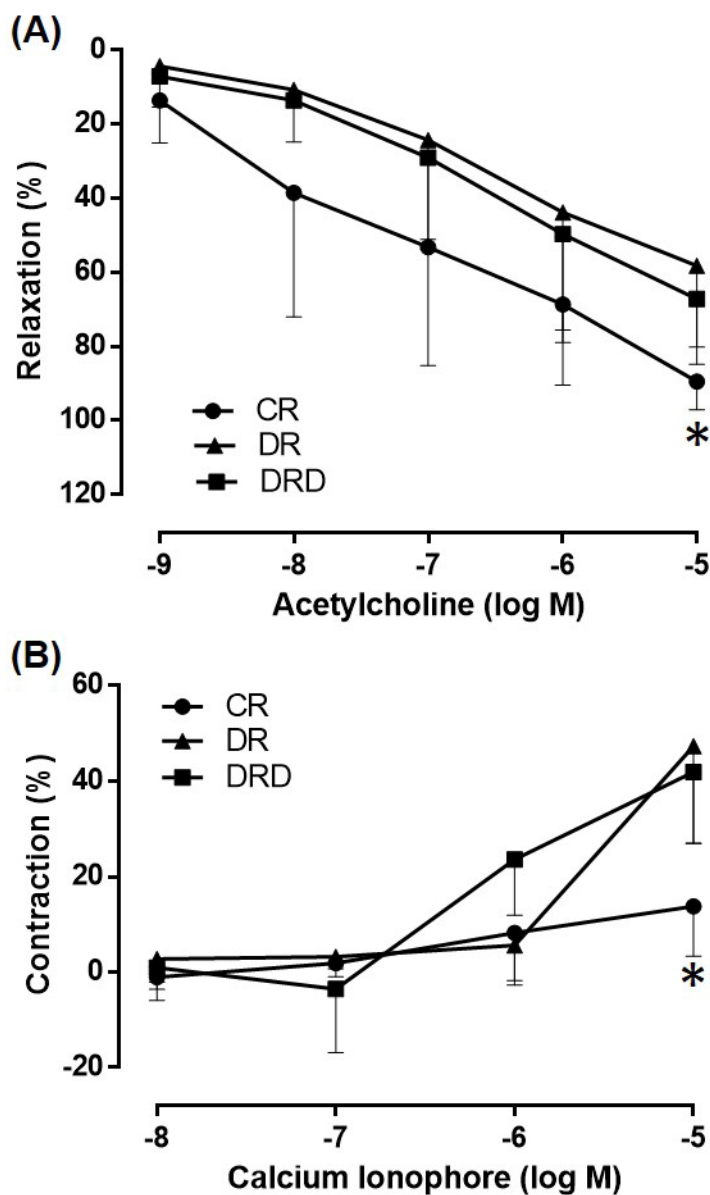 (A)
Relaxation (%)
0
20
40
60
80
100
120
CR
DR
DRD
*
-9 -8 -7 -6 -5
Acetylcholine (log M)
(B)
Contraction (%)
60
40
20
0
-20
CR
DR
DRD
*
-8 -7 -6 -5
Calcium Ionophore (log M)